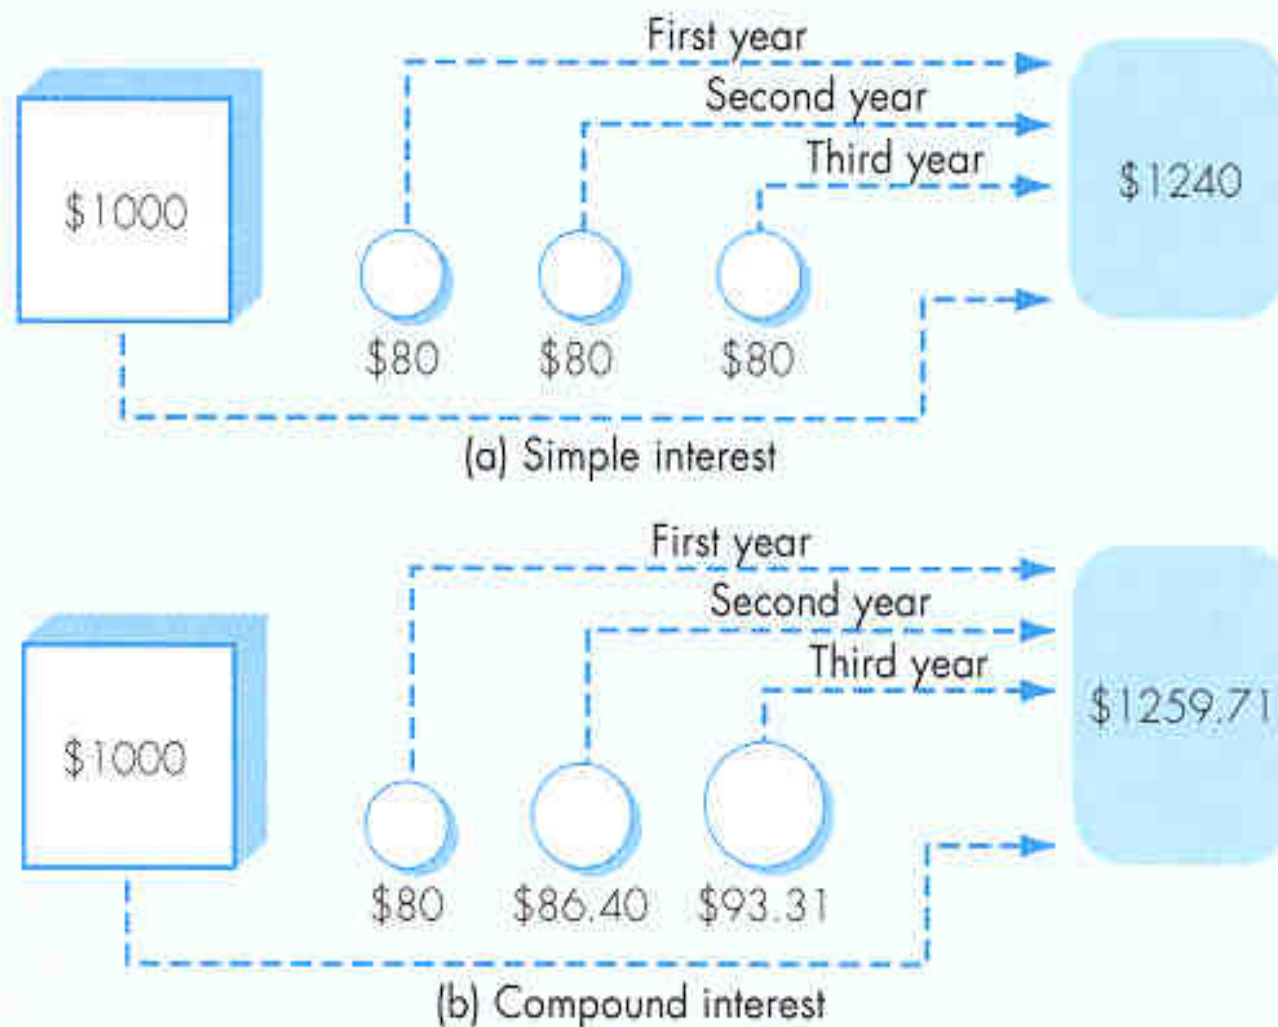 First year
Second year
Third year
$1000
$1240
$80 $80 $80
(a) Simple interest
First year
Second year
Third year
$1000
$1259.71
$80 $86.40 $93.31
(b) Compound interest